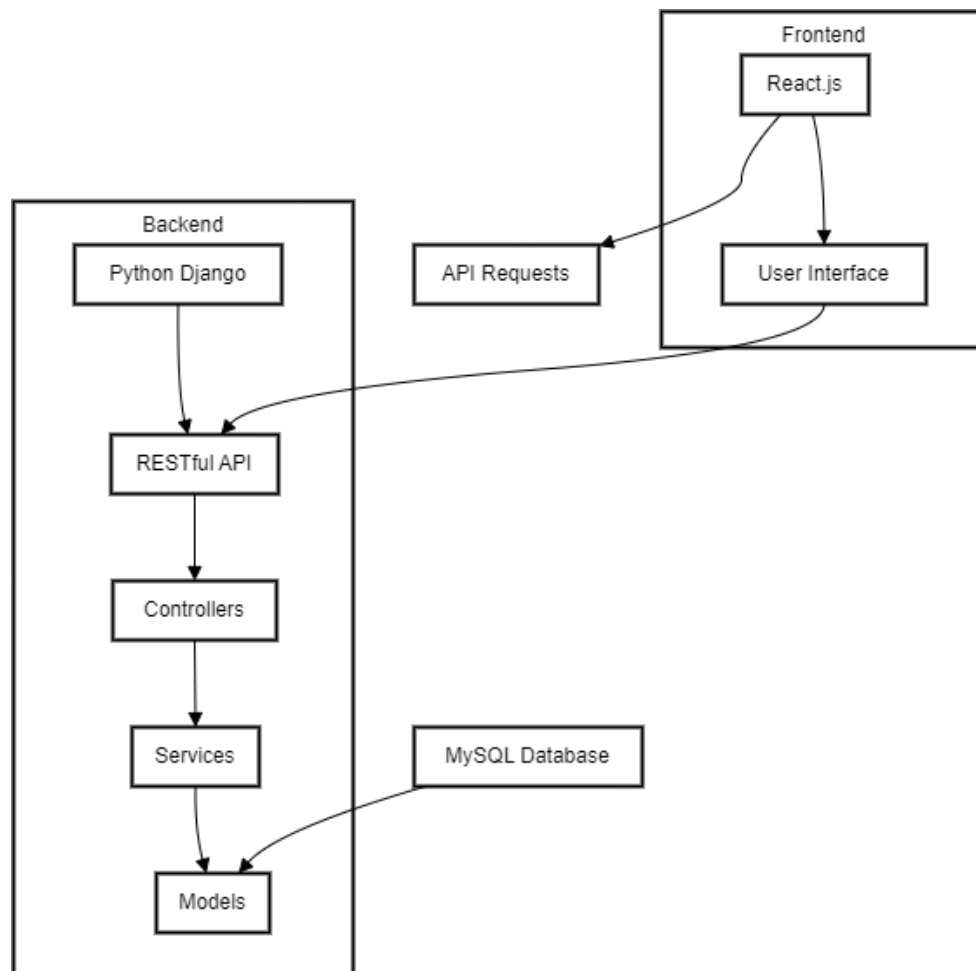 Frontend
React.js
Backend
Python Django
API Requests
User Interface
RESTful API
Controllers
Services
MySQL Database
Models